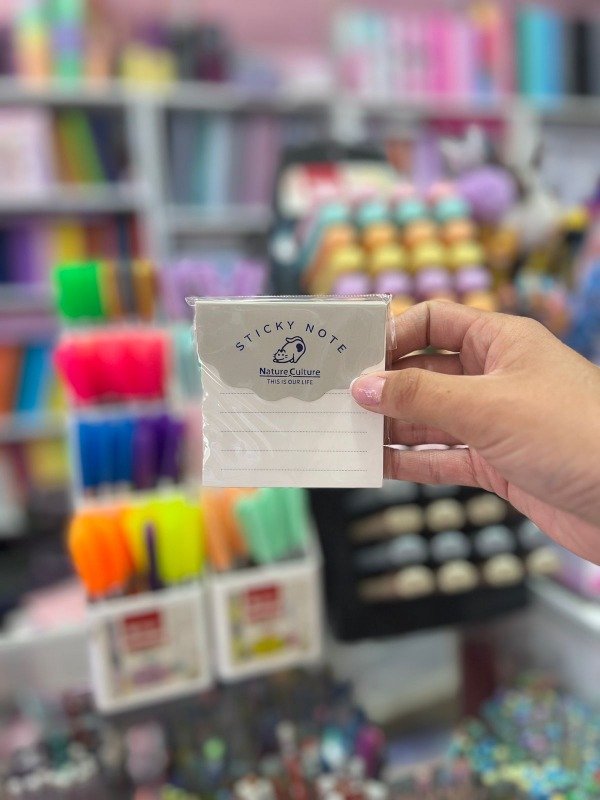 STICKY NOTE
Nature Culture
THIS IS OUR LIFE